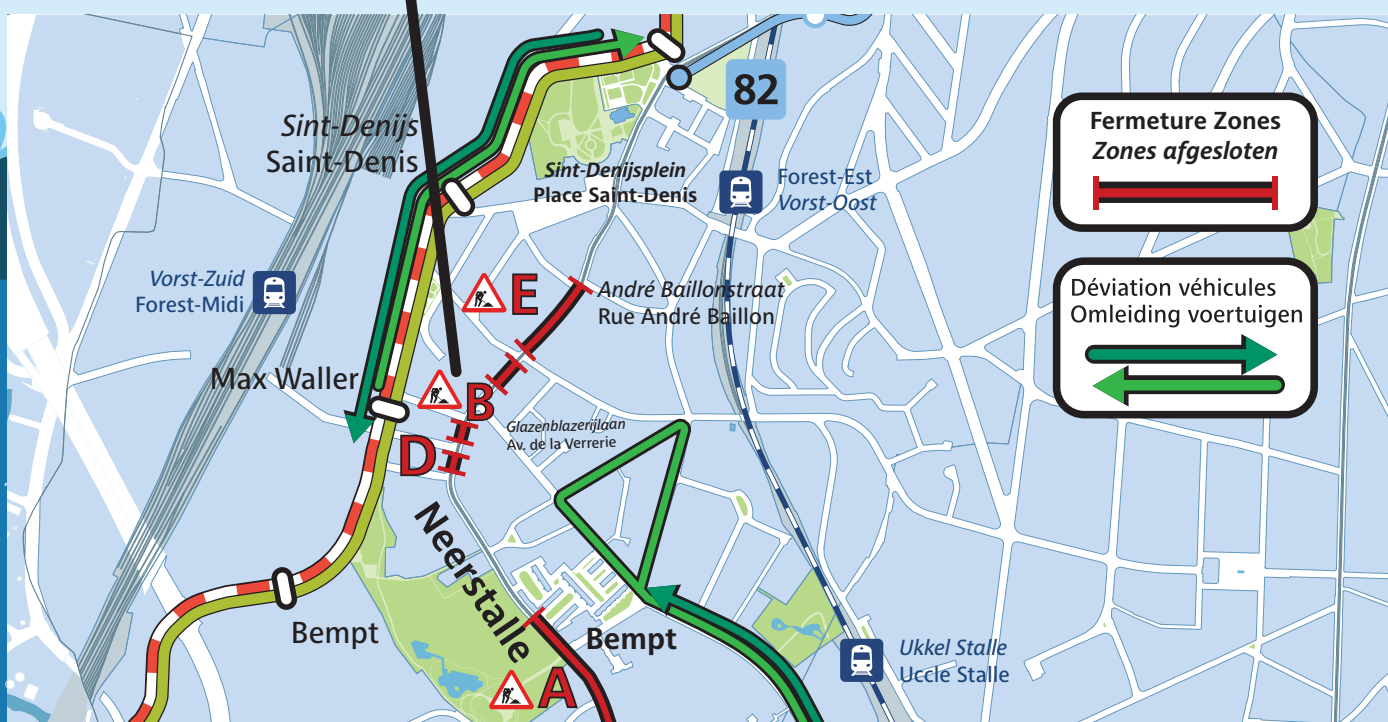 82
Fermeture Zones
Zones afgesloten
Sint-Denijs
Saint-Denis
Sint-Denijsplein
Place Saint-Denis
Forest-Est
Vorst-Oost
Déviation véhicules
Omleiding voertuigen
Vorst-Zuid
Forest-Midi
E
André Baillonstraat
Rue André Baillon
Max Waller
B
Glazenblazerijlaan
Av. de la Verrerie
D
Neerstalle
Bempt
Bempt
Ukkel Stalle
Uccle Stalle
A